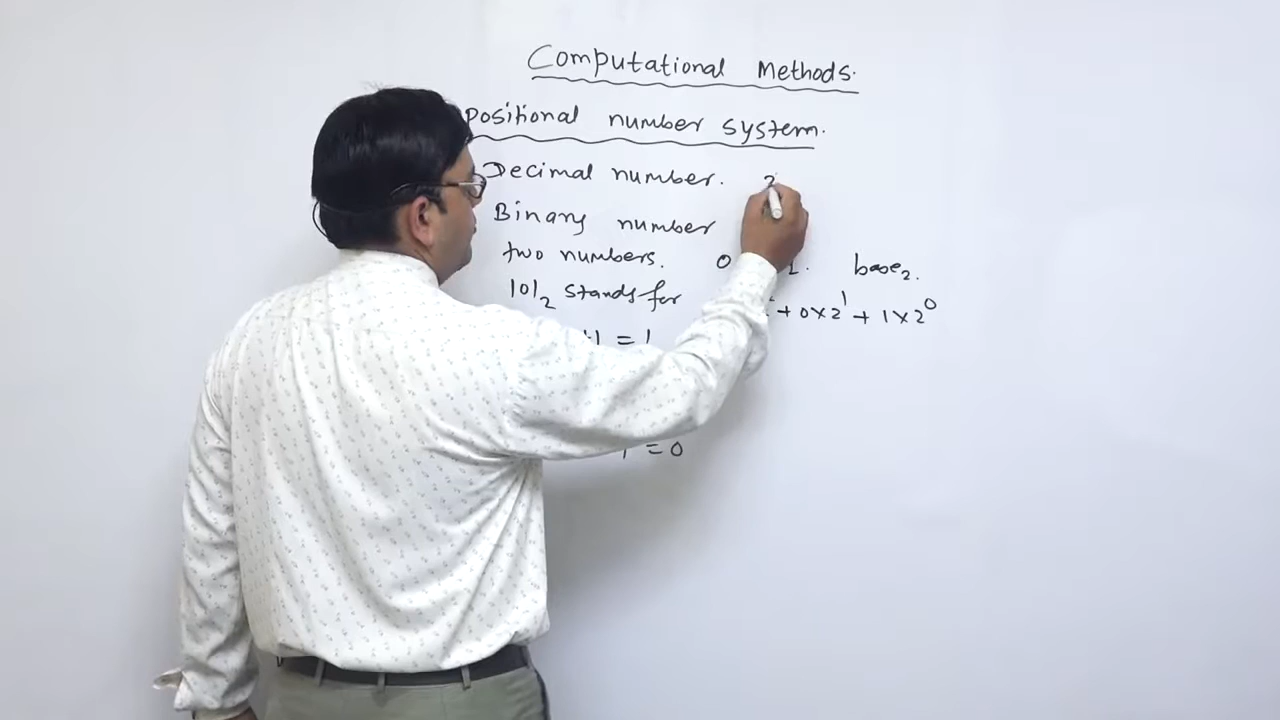 Computational Methods.
positional number system.
Decimal number.
Binary number
two numbers. 0 1. base₂.
101₂ stands for + 0×2¹ + 1×2⁰
= 1
= 0